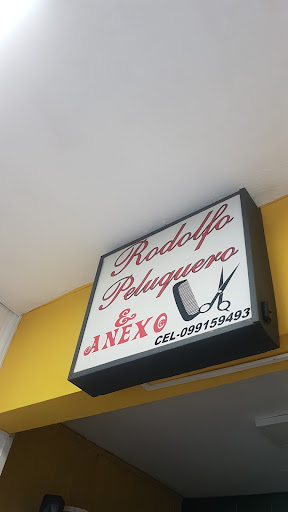 Rodolfo
Peluquero
&
ANEXO
CEL-099159493